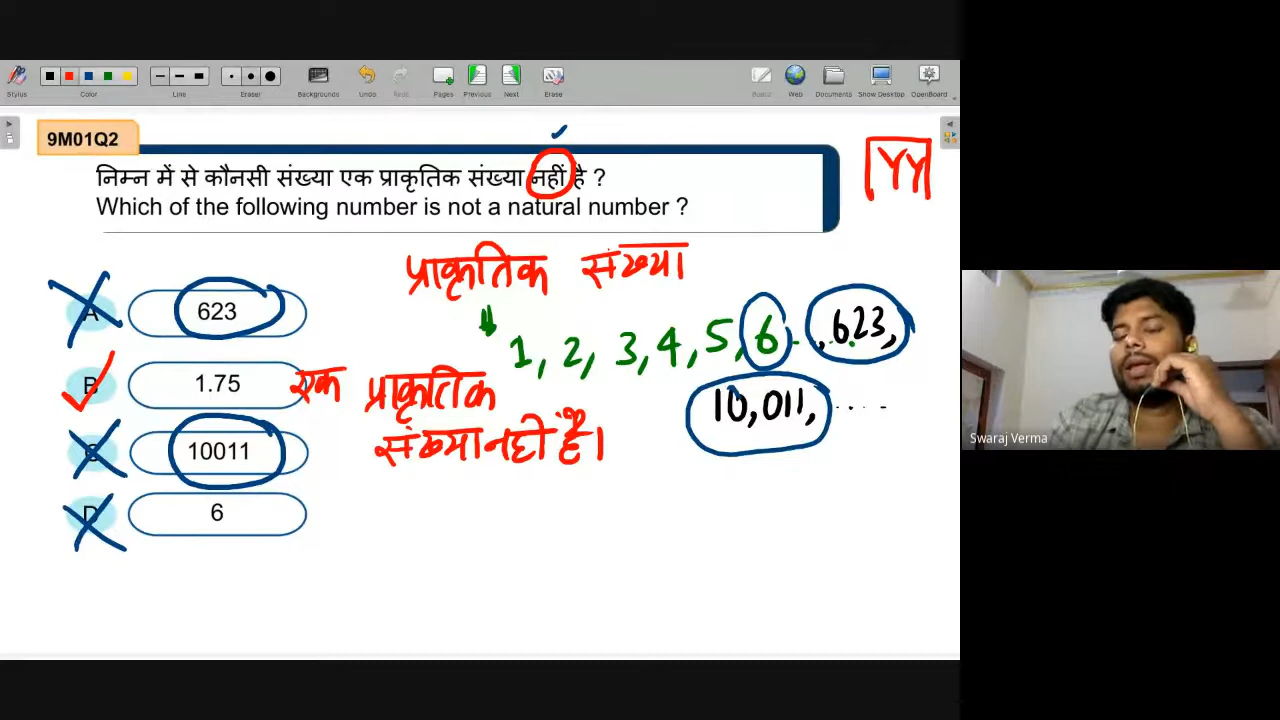 Stylus Color Line Eraser Backgrounds Undo Redo Pages Previous Next Erase Web Documents Show Desktop OpenBoard
9M01Q2
निम्न में से कौनसी संख्या एक प्राकृतिक संख्या नहीं है ?
Which of the following number is not a natural number ?
YY
प्राकृतिक संख्या
A 623
1, 2, 3, 4, 5, 6 . . , 623,
B 1.75
एक प्राकृतिक
10,011, . . . .
संख्या नहीं है।
C 10011
D 6
Swaraj Verma